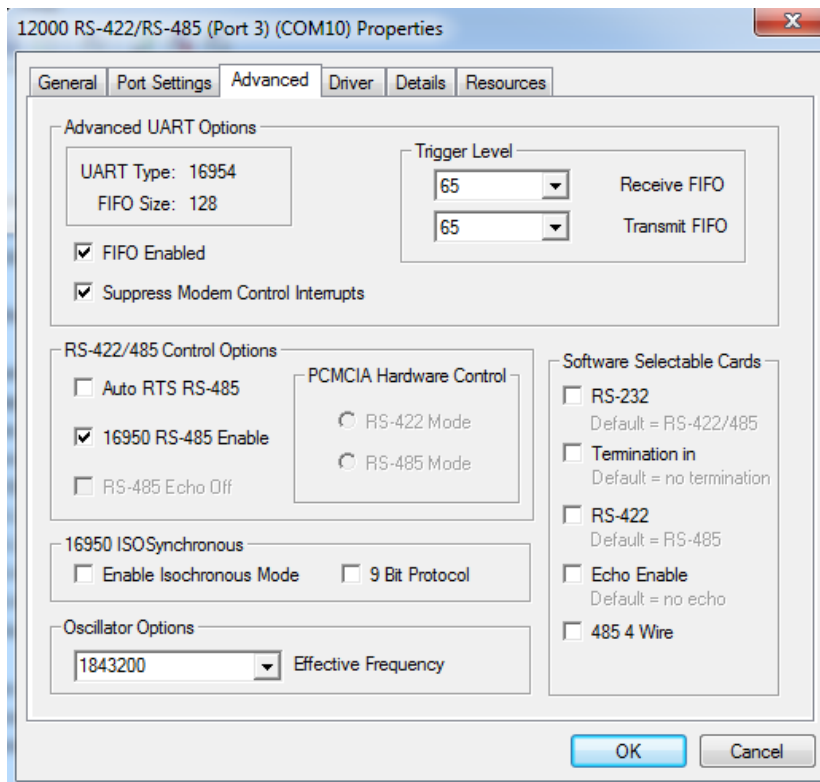 12000 RS-422/RS-485 (Port 3) (COM10) Properties
General Port Settings Advanced Driver Details Resources
Advanced UART Options
UART Type: 16954
FIFO Size: 128
Trigger Level
65 Receive FIFO
65 Transmit FIFO
FIFO Enabled
Suppress Modem Control Interrupts
RS-422/485 Control Options
Auto RTS RS-485
16950 RS-485 Enable
RS-485 Echo Off
PCMCIA Hardware Control
RS-422 Mode
RS-485 Mode
Software Selectable Cards
RS-232
Default = RS-422/485
Termination in
Default = no termination
RS-422
Default = RS-485
Echo Enable
Default = no echo
485 4 Wire
16950 ISOSynchronous
Enable Isochronous Mode 9 Bit Protocol
Oscillator Options
1843200 Effective Frequency
OK Cancel